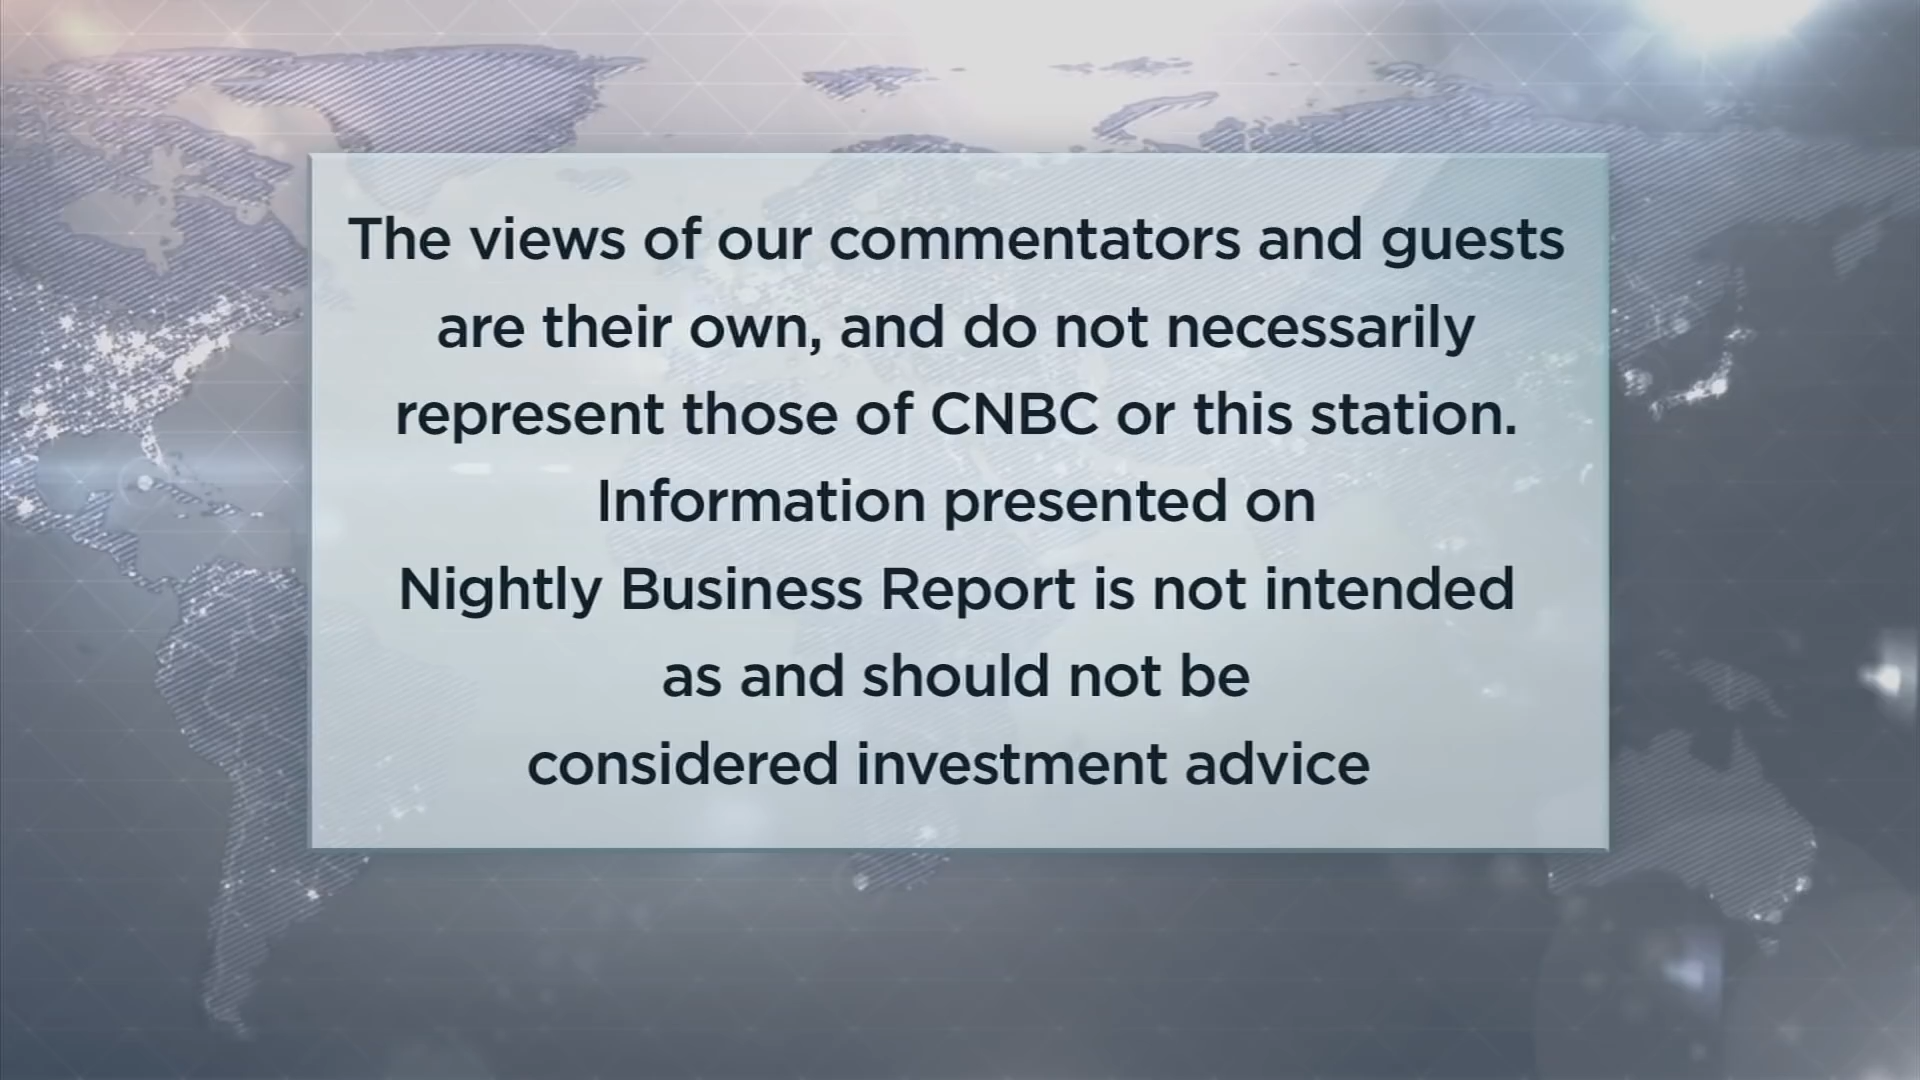 The views of our commentators and guests
are their own, and do not necessarily
represent those of CNBC or this station.
Information presented on
Nightly Business Report is not intended
as and should not be
considered investment advice